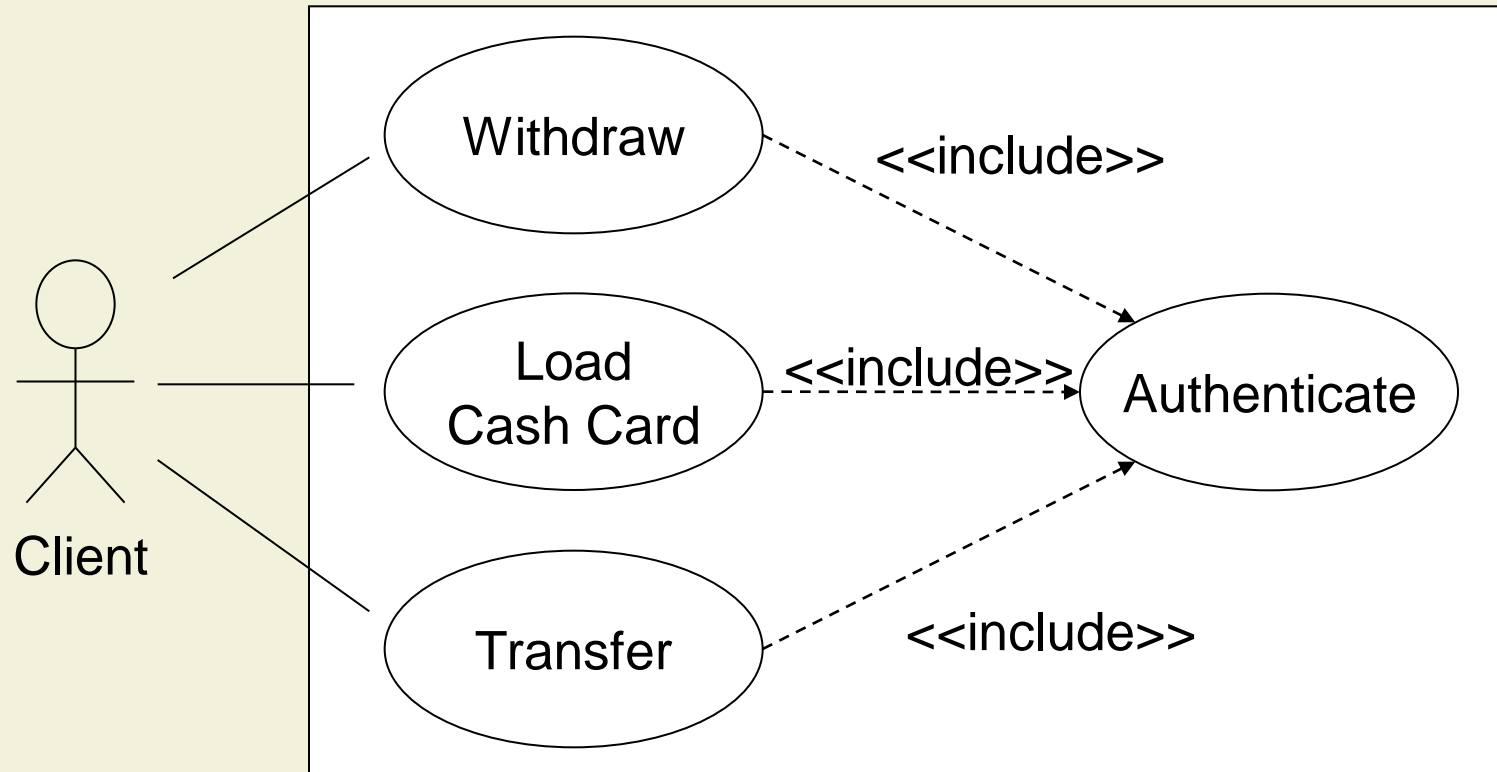 Withdraw
<<include>>
Load
Cash Card
<<include>>
Authenticate
Client
Transfer
<<include>>